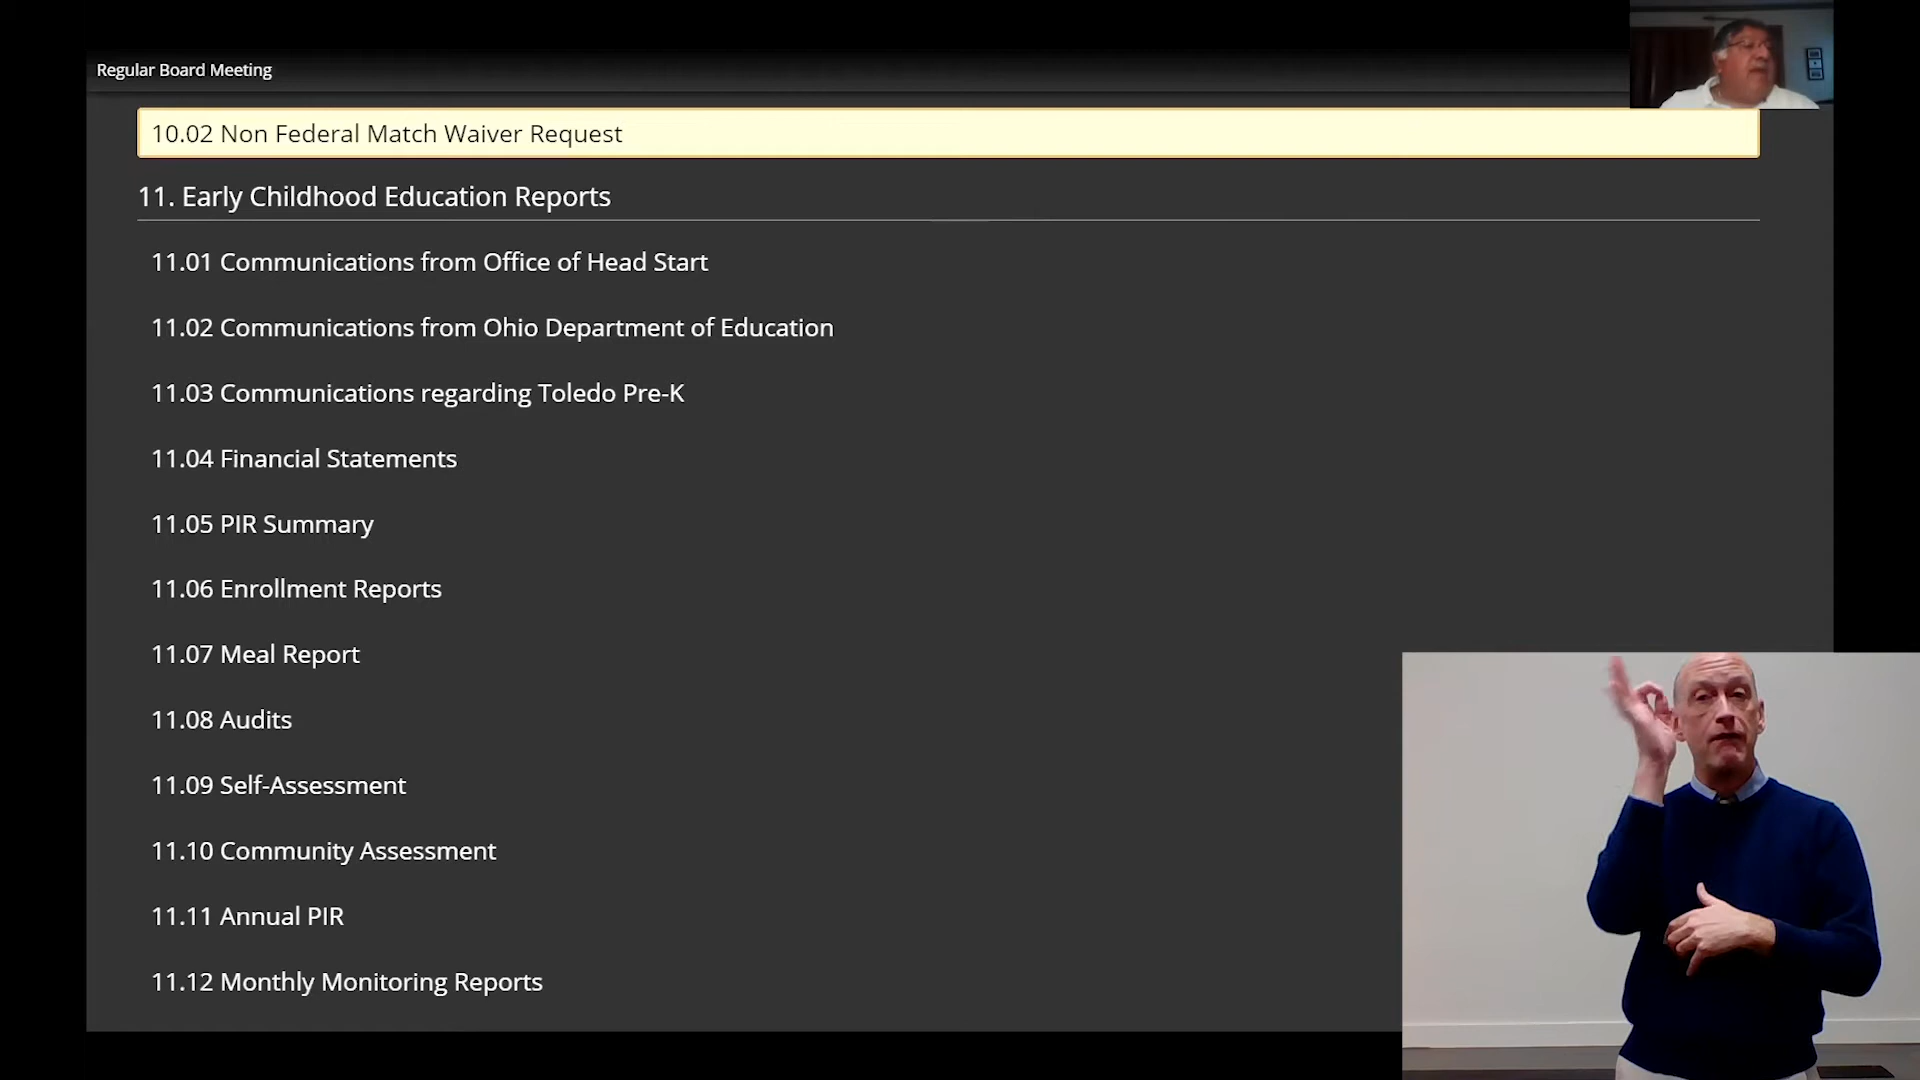 Regular Board Meeting
10.02 Non Federal Match Waiver Request
11. Early Childhood Education Reports
11.01 Communications from Office of Head Start
11.02 Communications from Ohio Department of Education
11.03 Communications regarding Toledo Pre-K
11.04 Financial Statements
11.05 PIR Summary
11.06 Enrollment Reports
11.07 Meal Report
11.08 Audits
11.09 Self-Assessment
11.10 Community Assessment
11.11 Annual PIR
11.12 Monthly Monitoring Reports